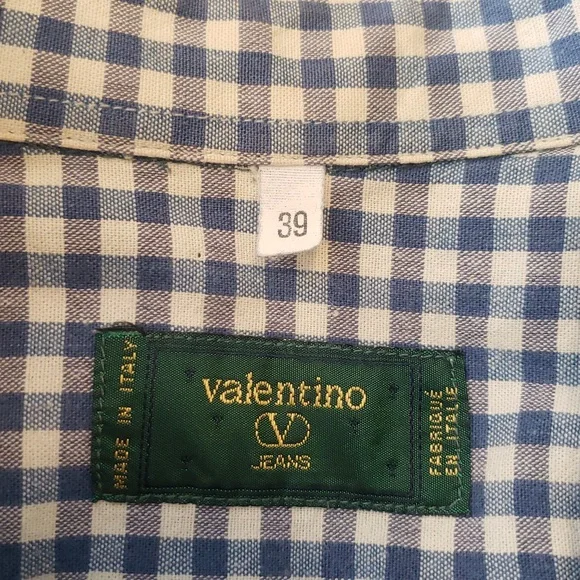 39
MADE IN ITALY
valentino
V
JEANS
FABRIQUÉ
EN ITALIE